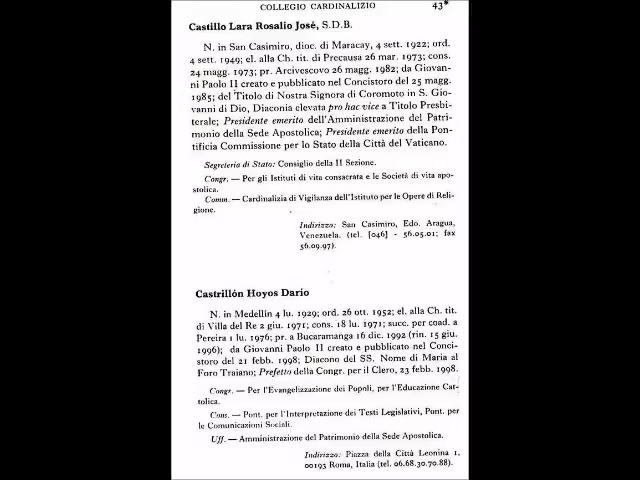 COLLEGIO CARDINALIZIO 43*
Castillo Lara Rosalio José, S.D.B.
N. in San Casimiro, dioc. di Maracay, 4 sett. 1922; ord.
4 sett. 1949; el. alla Ch. tit. di Precausa 26 mar. 1973; cons.
24 magg. 1973; pr. Arcivescovo 26 magg. 1982; da Giovan-
ni Paolo II creato e pubblicato nel Concistoro del 25 magg.
1985; del Titolo di Nostra Signora di Coromoto in S. Gio-
vanni di Dio, Diaconia elevata pro hac vice a Titolo Presbi-
terale; Presidente emerito dell'Amministrazione del Patri-
monio della Sede Apostolica; Presidente emerito della Pon-
tificia Commissione per lo Stato della Città del Vaticano.
Segreteria di Stato: Consiglio della II Sezione.
Congr. — Per gli Istituti di vita consacrata e le Società di vita apo-
stolica.
Comm. — Cardinalizia di Vigilanza dell'Istituto per le Opere di Reli-
gione.
Indirizzo: San Casimiro, Edo. Aragua,
Venezuela. (tel. [046] - 56.05.01; fax
56.09.97).
Castrillón Hoyos Darío
N. in Medellín 4 lu. 1929; ord. 26 ott. 1952; el. alla Ch. tit.
di Villa del Re 2 giu. 1971; cons. 18 lu. 1971; succ. per coad. a
Pereira 1 lu. 1976; pr. a Bucaramanga 16 dic. 1992 (rin. 15 giu.
1996); da Giovanni Paolo II creato e pubblicato nel Conci-
storo del 21 febb. 1998; Diacono del SS. Nome di Maria al
Foro Traiano; Prefetto della Congr. per il Clero, 23 febb. 1998.
Congr. — Per l'Evangelizzazione dei Popoli, per l'Educazione Cat-
tolica.
Cons. — Pont. per l'Interpretazione dei Testi Legislativi, Pont. per
le Comunicazioni Sociali.
Uff. — Amministrazione del Patrimonio della Sede Apostolica.
Indirizzo: Piazza della Città Leonina 1,
00193 Roma, Italia (tel. 06.68.30.70.88).